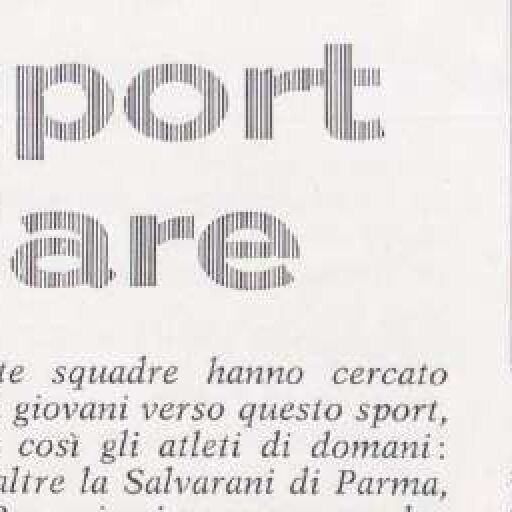 port
are
te squadre hanno cercato
giovani verso questo sport,
così gli atleti di domani:
altre la Salvarani di Parma,